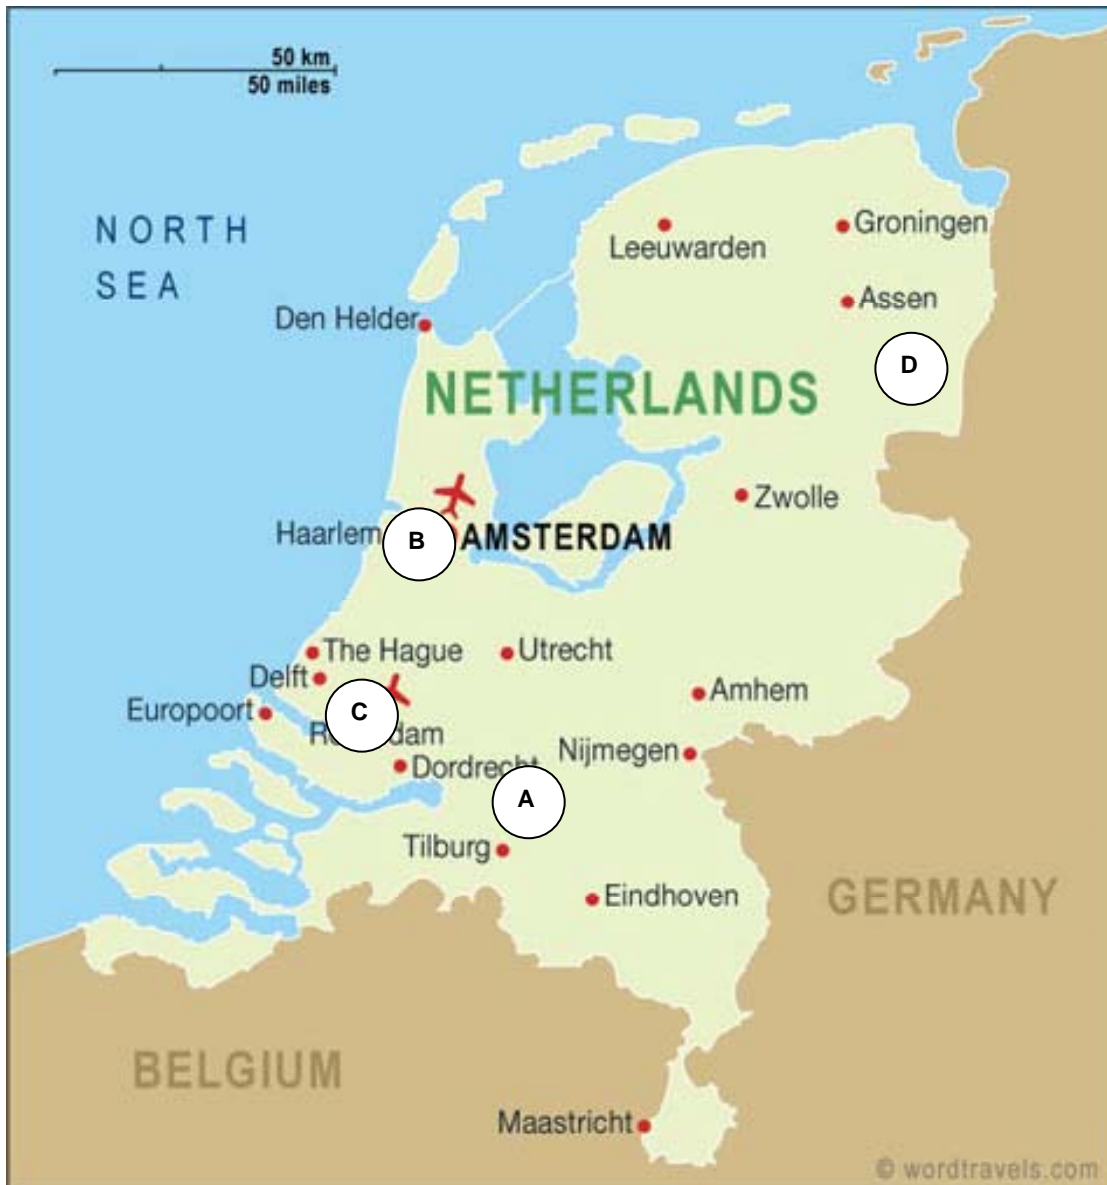 50 km
50 miles
NORTH
SEA
Leeuwarden
Groningen
Assen
Den Helder
D
NETHERLANDS
Zwolle
Haarlem
B
AMSTERDAM
The Hague
Utrecht
Delft
Amhem
Europoort
C
Nijmegen
Dordrecht
A
Tilburg
Eindhoven
GERMANY
BELGIUM
Maastricht
© wordtravels.com